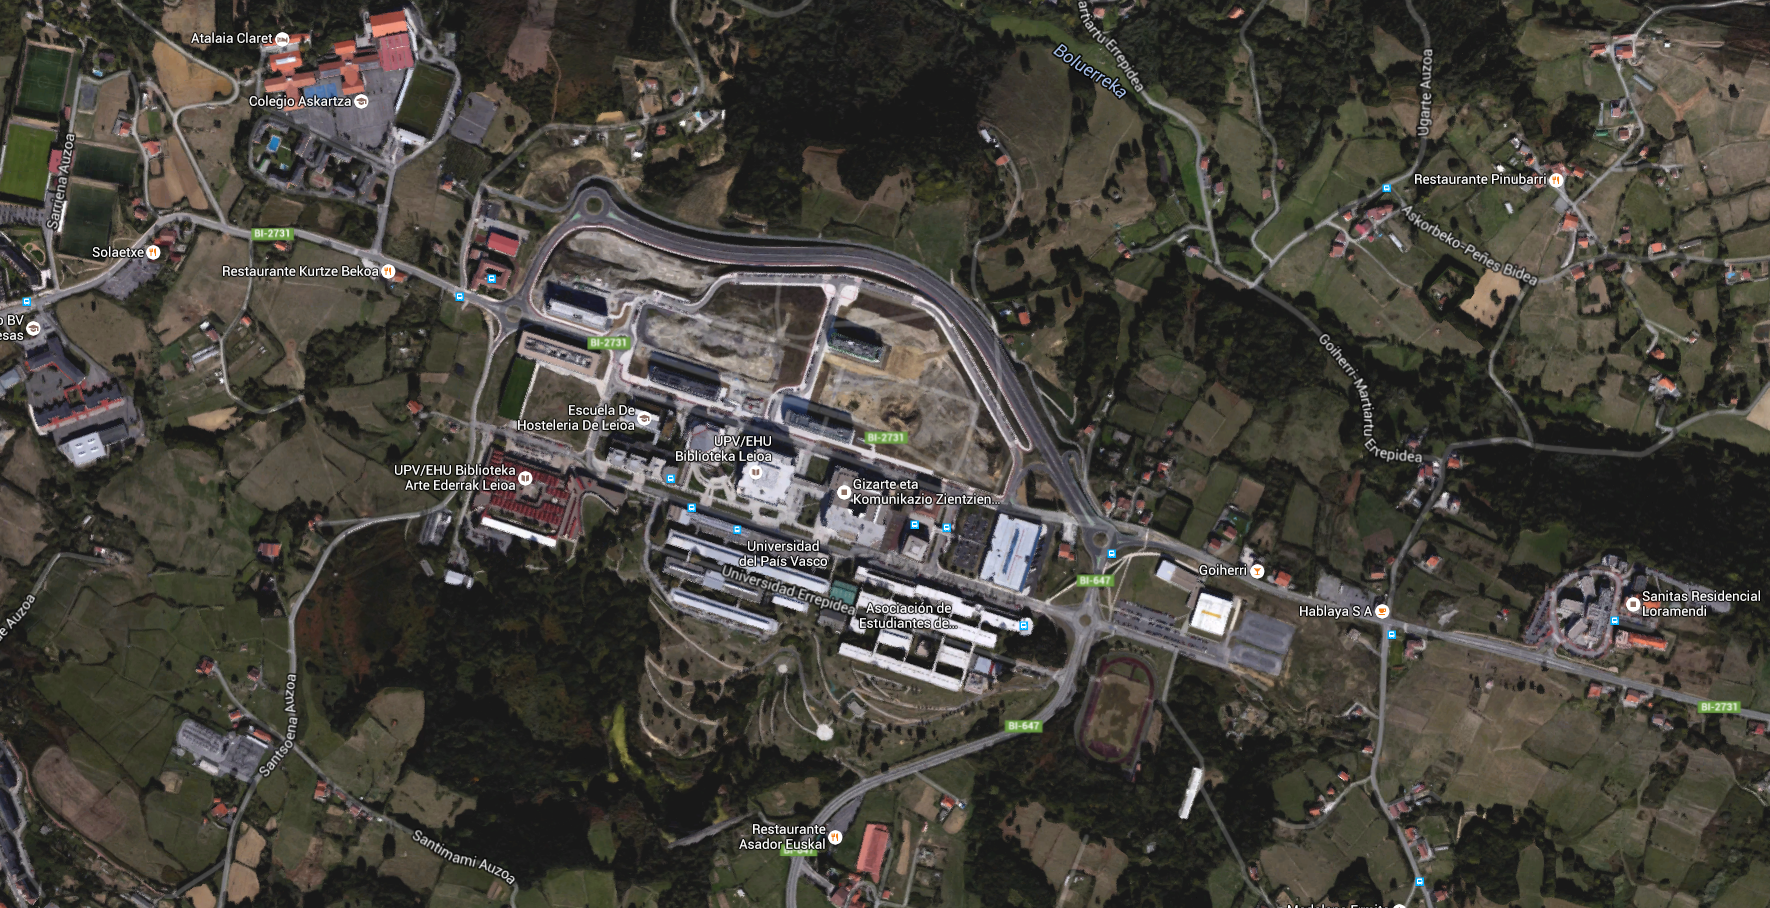 Atalaia Claret
Colegio Askartza
Sarriena Auzoa
Solaetxe
BI-2731
Restaurante Kurtze Bekoa
BV
esas
Boluerreka
Errepidea
Ugarte Auzoa
Restaurante Pinubarri
Askorbeko-Peñes Bidea
Goiherri-Martiartu Errepidea
BI-2731
Escuela De
Hosteleria De Leioa
UPV/EHU
Biblioteka Leioa
BI-2731
UPV/EHU Biblioteka
Arte Ederrak Leioa
Gizarte eta
Komunikazio Zientzien...
Universidad
del País Vasco
Universidad Errepidea
Asociación de
Estudiantes de...
BI-647
Goiherri
Hablaya S A
Sanitas Residencial
Loramendi
BI-2731
BI-647
Santsoena Auzoa
Santimami Auzoa
Restaurante
Asador Euskal
BI-647